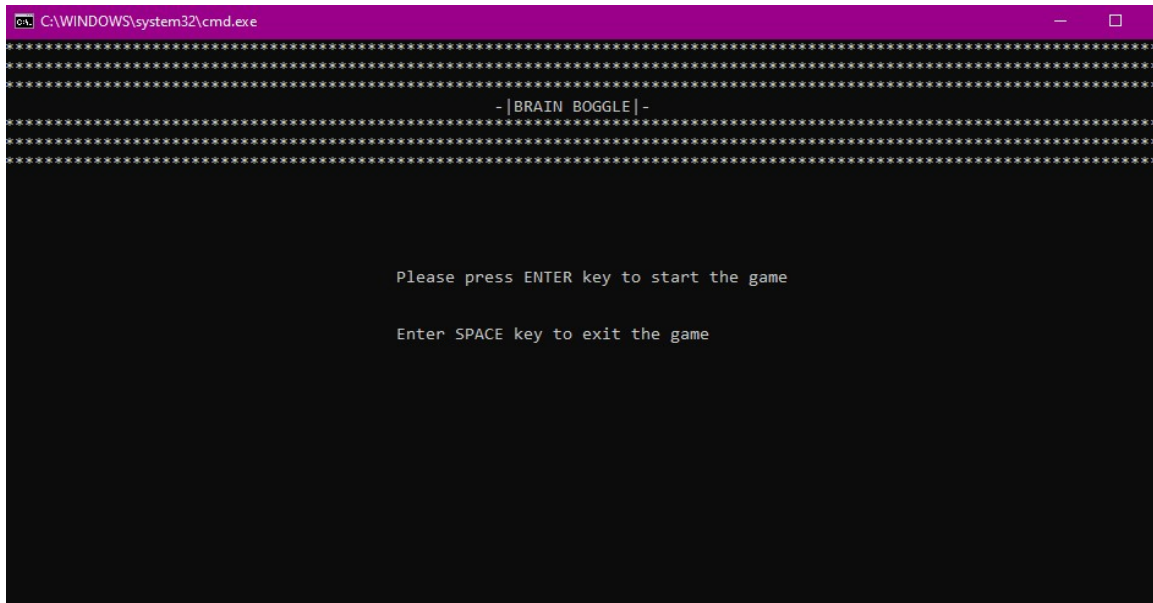 C:\WINDOWS\system32\cmd.exe
*********************************************************************************************************************
*********************************************************************************************************************
*********************************************************************************************************************
-|BRAIN BOGGLE|-
*********************************************************************************************************************
*********************************************************************************************************************
*********************************************************************************************************************
Please press ENTER key to start the game
Enter SPACE key to exit the game